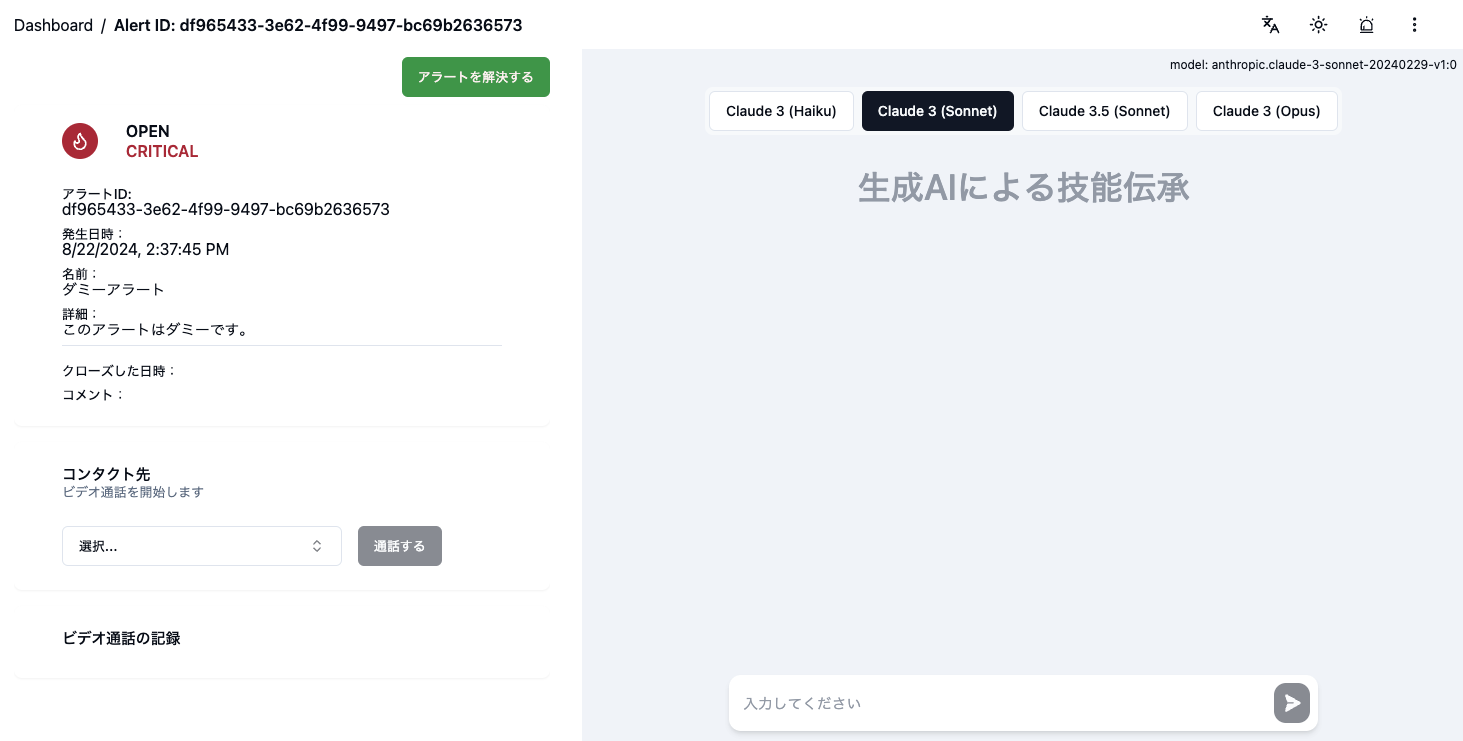 Dashboard / Alert ID: df965433-3e62-4f99-9497-bc69b2636573
アラートを解決する
OPEN
CRITICAL
アラートID:
df965433-3e62-4f99-9497-bc69b2636573
発生日時：
8/22/2024, 2:37:45 PM
名前：
ダミーアラート
詳細：
このアラートはダミーです。
クローズした日時：
コメント：
コンタクト先
ビデオ通話を開始します
選択...
通話する
ビデオ通話の記録
model: anthropic.claude-3-sonnet-20240229-v1:0
Claude 3 (Haiku) Claude 3 (Sonnet) Claude 3.5 (Sonnet) Claude 3 (Opus)
生成AIによる技能伝承
入力してください